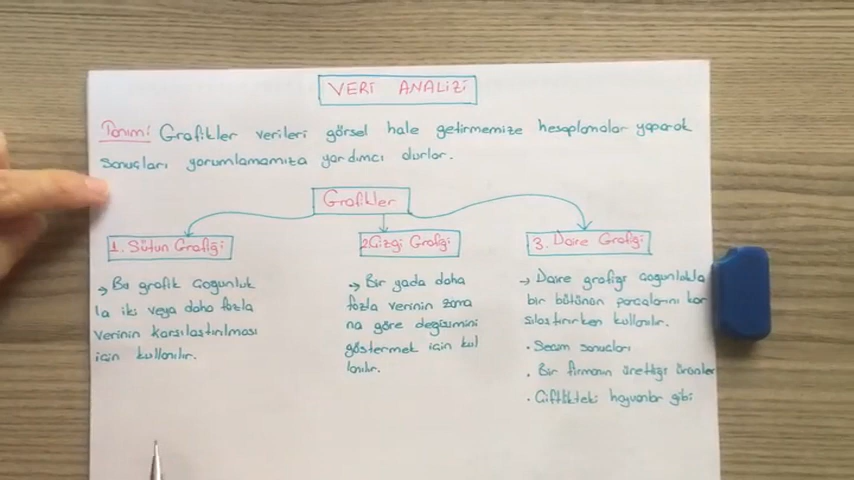 VERİ ANALİZİ
Tanım: Grafikler verileri görsel hale getirmemize hesaplamalar yaparak
sonuçları yorumlamamıza yardımcı olurlar.
Grafikler
1. Sütun Grafiği
→ Bu grafik çoğunluk
la iki veya daha fazla
verinin karşılaştırılması
için kullanılır.
2. Çizgi Grafiği
→ Bir yada daha
fazla verinin zama
na göre değişimini
göstermek için kul
lanılır.
3. Daire Grafiği
→ Daire grafiği çoğunlukla
bir bütünün parçalarını kar
şılaştırırken kullanılır.
• Seçim sonuçları
• Bir firmanın ürettiği ürünler
• Çiftlikteki hayvanlar gibi